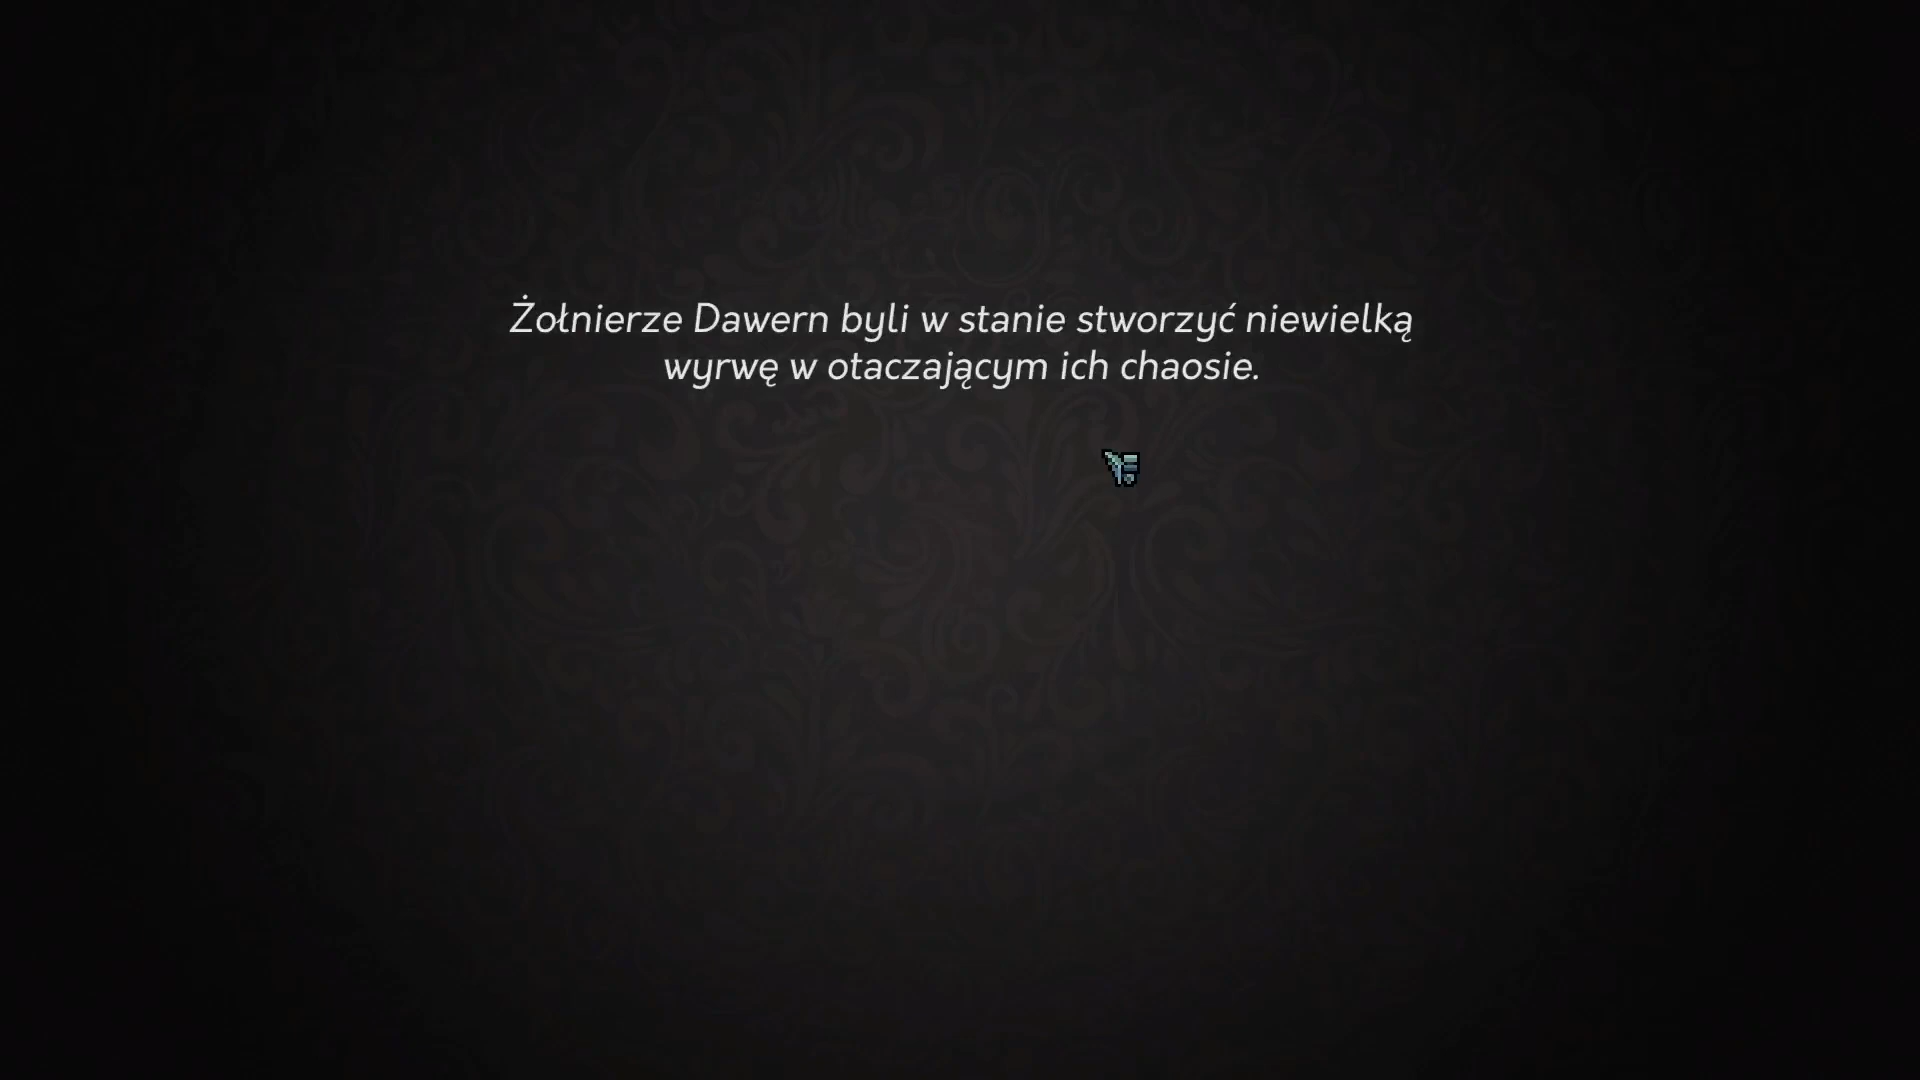 Żołnierze Dawern byli w stanie stworzyć niewielką
wyrwę w otaczającym ich chaosie.